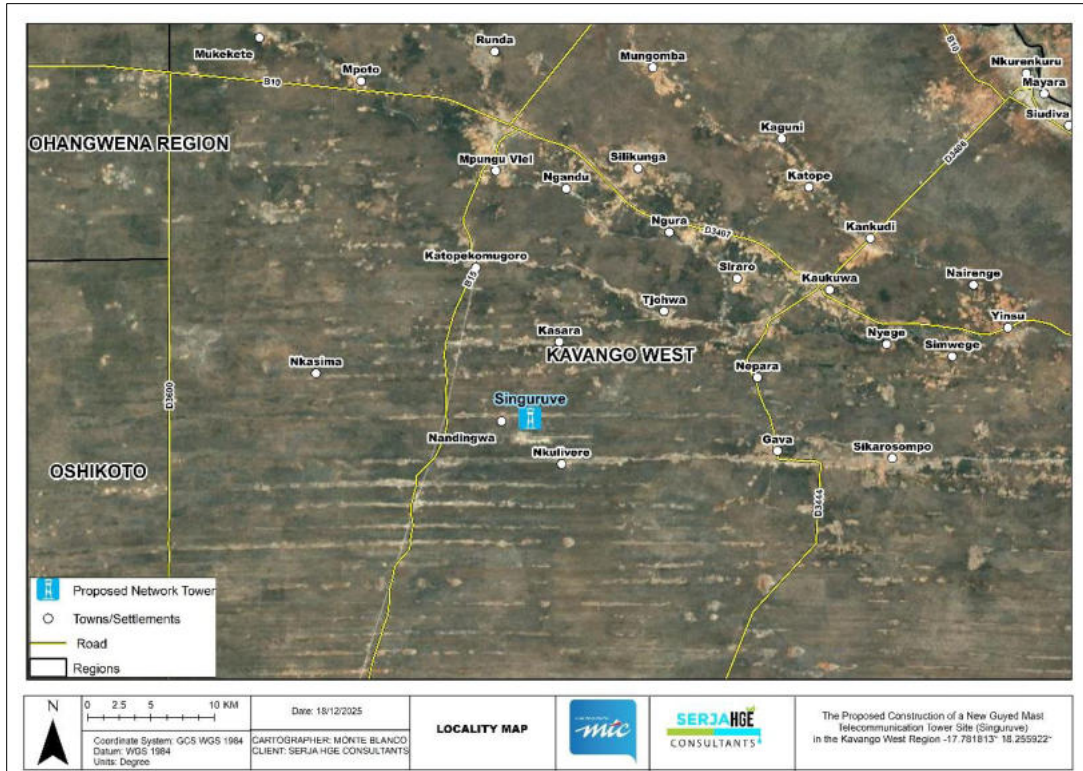 Mukekete
Runda
Mungomba
B10
Nkurenkuru
Mpoto
B10
Mayara
Siudiva
Kaguni
OHANGWENA REGION
D3406
Mpungu Vlei
Silikunga
Ngandu
Katope
Ngura
D3407
Kankudi
Katopekomugoro
B15
Siraro
Kaukuwa
Nairenge
Tjohwa
Yinsu
Kasara
Nyege
KAVANGO WEST
Simwege
Nkasima
Nepara
D3600
Singuruve
Nandingwa
Gava
Sikarosompo
Nkulivere
OSHIKOTO
D3444
Proposed Network Tower
Towns/Settlements
Road
Regions
N
0 2.5 5 10 KM
Coordinate System: GCS WGS 1984
Datum: WGS 1984
Units: Degree
Date: 18/12/2025
CARTOGRAPHER: MONTE BLANCO
CLIENT: SERJA HGE CONSULTANTS
LOCALITY MAP
mtc
SERJA HGE
CONSULTANTS
The Proposed Construction of a New Guyed Mast
Telecommunication Tower Site (Singuruve)
in the Kavango West Region -17.781813° 18.255922°